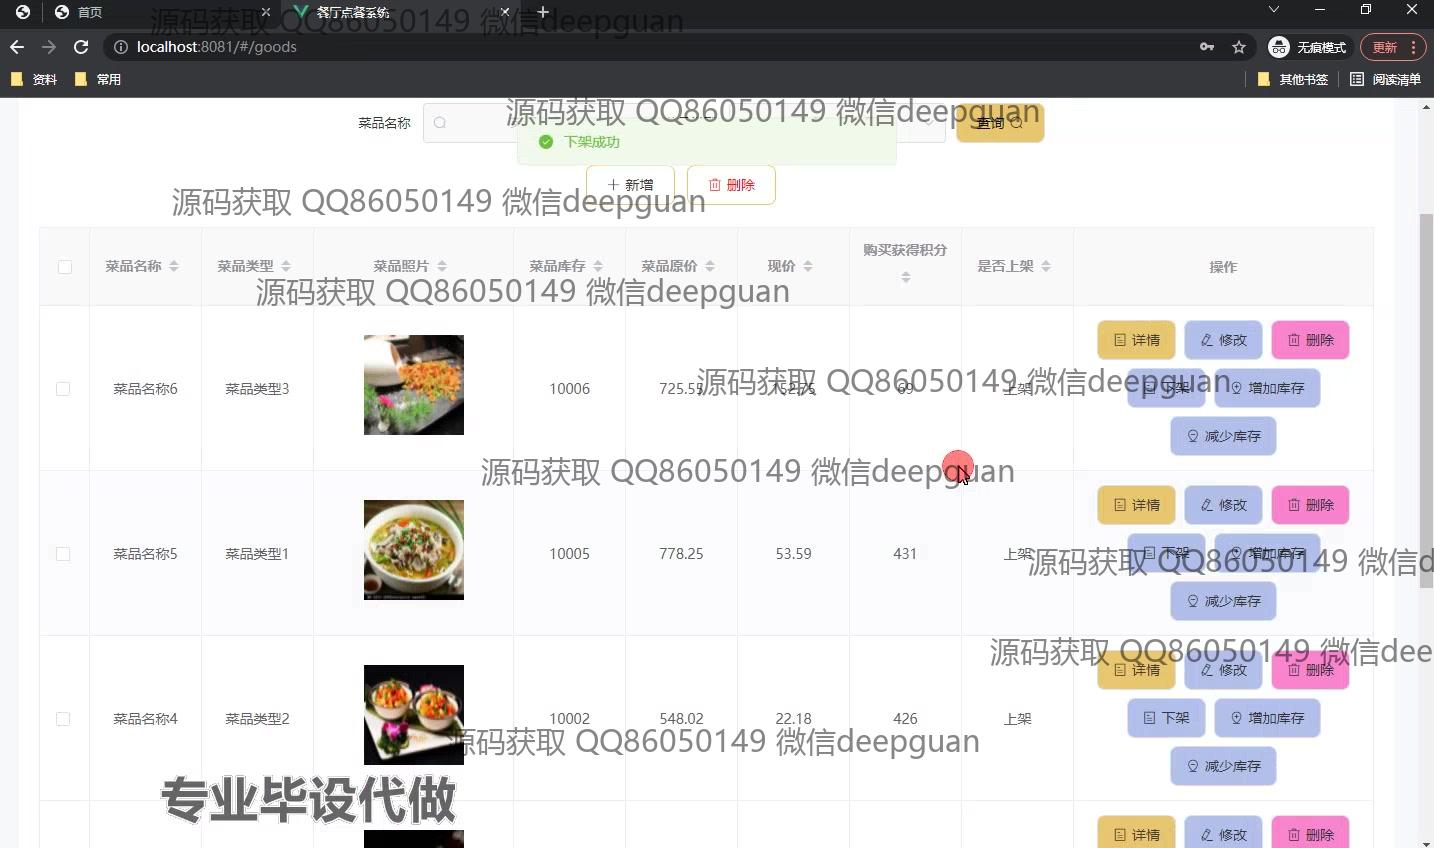 首页
餐厅点餐系统
源码获取 QQ86050149 微信deepguan
localhost:8081/#/goods
无痕模式
更新
资料
常用
其他书签
阅读清单
源码获取 QQ86050149 微信deepguan
菜品名称
查询
下架成功
新增
删除
源码获取 QQ86050149 微信deepguan
菜品名称
菜品类型
菜品照片
菜品库存
菜品原价
现价
购买获得积分
是否上架
操作
源码获取 QQ86050149 微信deepguan
详情
修改
删除
菜品名称6
菜品类型3
10006
725.55
152.75
69
上架
下架
增加库存
源码获取 QQ86050149 微信deepguan
减少库存
源码获取 QQ86050149 微信deepguan
详情
修改
删除
菜品名称5
菜品类型1
10005
778.25
53.59
431
上架
下架
增加库存
源码获取 QQ86050149 微信d
减少库存
源码获取 QQ86050149 微信dee
详情
修改
删除
菜品名称4
菜品类型2
10002
548.02
22.18
426
上架
下架
增加库存
源码获取 QQ86050149 微信deepguan
减少库存
专业毕设代做
详情
修改
删除